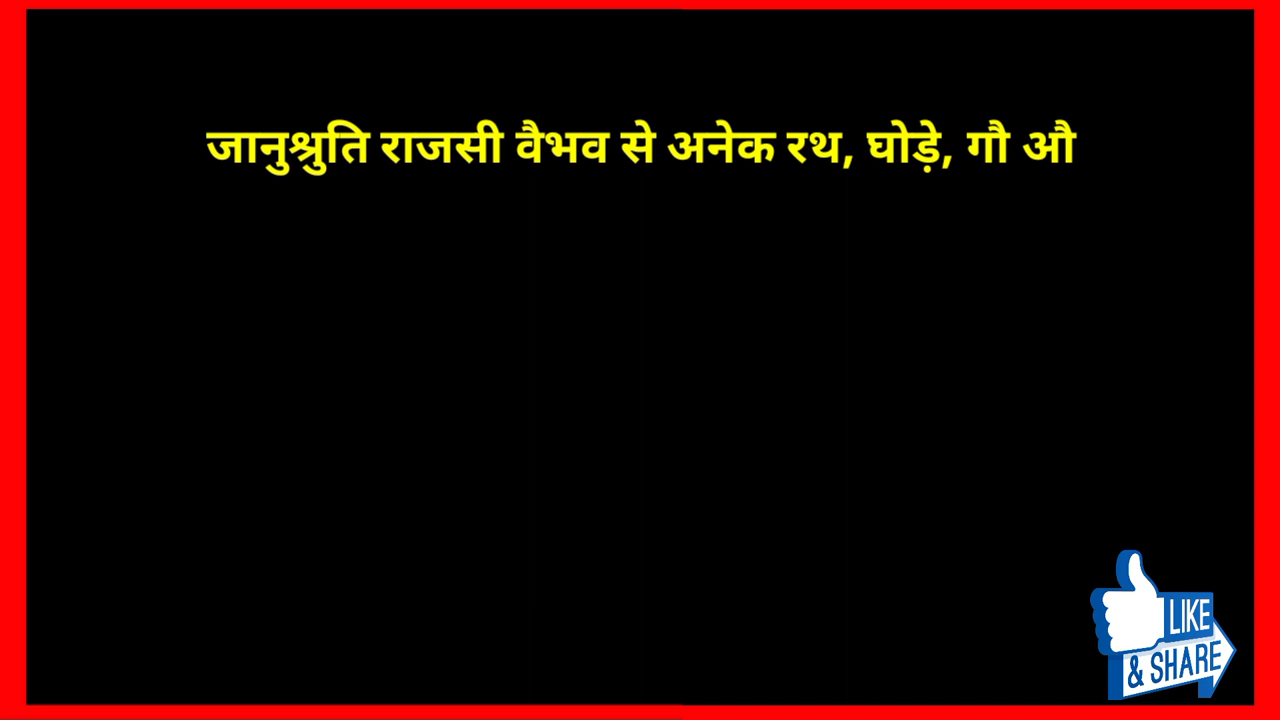 जानुश्रुति राजसी वैभव से अनेक रथ, घोड़े, गौ औ
LIKE
& SHARE